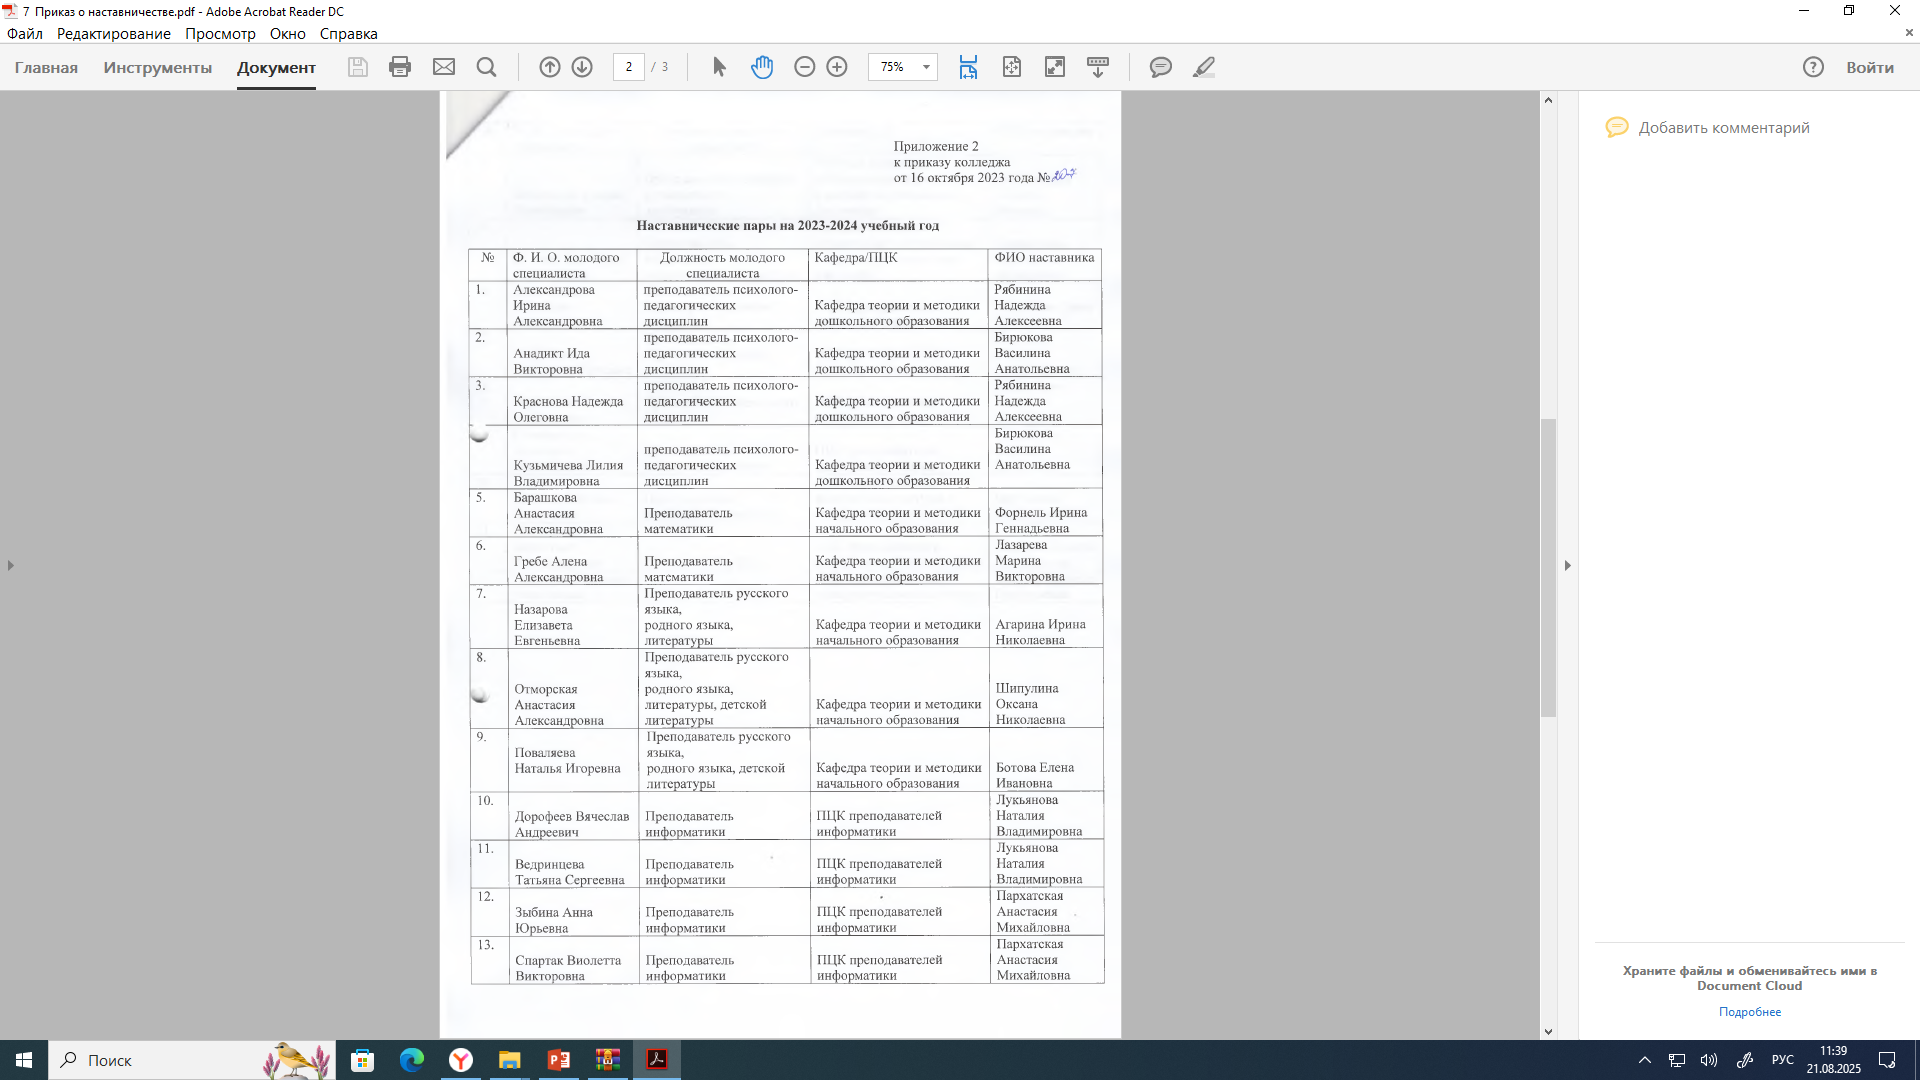 7 Приказ о наставничестве.pdf - Adobe Acrobat Reader DC
Файл Редактирование Просмотр Окно Справка
Главная Инструменты Документ 2 / 3 75% Войти
Добавить комментарий
Приложение 2
к приказу колледжа
от 16 октября 2023 года № 207
Наставнические пары на 2023-2024 учебный год
№ Ф. И. О. молодого специалиста Должность молодого специалиста Кафедра/ПЦК ФИО наставника
1. Александрова Ирина Александровна преподаватель психолого-педагогических дисциплин Кафедра теории и методики дошкольного образования Рябинина Надежда Алексеевна
2. Анадикт Ида Викторовна преподаватель психолого-педагогических дисциплин Кафедра теории и методики дошкольного образования Бирюкова Василина Анатольевна
3. Краснова Надежда Олеговна преподаватель психолого-педагогических дисциплин Кафедра теории и методики дошкольного образования Рябинина Надежда Алексеевна
Кузьмичева Лилия Владимировна преподаватель психолого-педагогических дисциплин Кафедра теории и методики дошкольного образования Бирюкова Василина Анатольевна
5. Барашкова Анастасия Александровна Преподаватель математики Кафедра теории и методики начального образования Форнель Ирина Геннадьевна
6. Гребе Алена Александровна Преподаватель математики Кафедра теории и методики начального образования Лазарева Марина Викторовна
7. Назарова Елизавета Евгеньевна Преподаватель русского языка, родного языка, литературы Кафедра теории и методики начального образования Агарина Ирина Николаевна
8. Отморская Анастасия Александровна Преподаватель русского языка, родного языка, литературы, детской литературы Кафедра теории и методики начального образования Шипулина Оксана Николаевна
9. Поваляева Наталья Игоревна Преподаватель русского языка, родного языка, детской литературы Кафедра теории и методики начального образования Ботова Елена Ивановна
10. Дорофеев Вячеслав Андреевич Преподаватель информатики ПЦК преподавателей информатики Лукьянова Наталия Владимировна
11. Ведринцева Татьяна Сергеевна Преподаватель информатики ПЦК преподавателей информатики Лукьянова Наталия Владимировна
12. Зыбина Анна Юрьевна Преподаватель информатики ПЦК преподавателей информатики Пархатская Анастасия Михайловна
13. Спартак Виолетта Викторовна Преподаватель информатики ПЦК преподавателей информатики Пархатская Анастасия Михайловна
Храните файлы и обменивайтесь ими в
Document Cloud
Подробнее
Поиск
РУС
11:39
21.08.2025